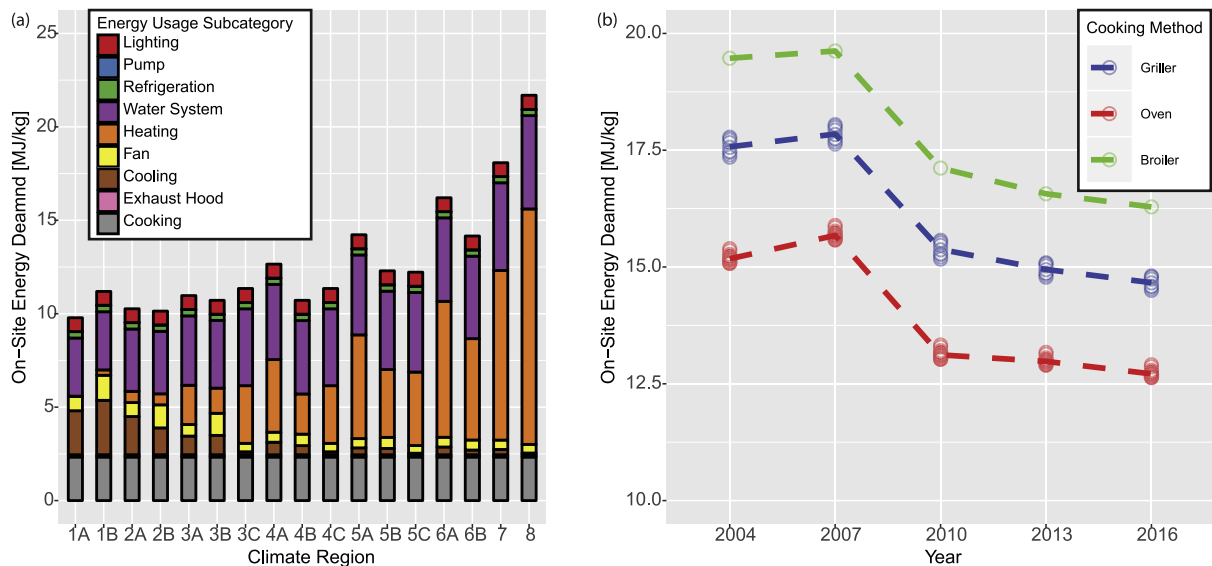 (a)
Energy Usage Subcategory
Lighting
Pump
Refrigeration
Water System
Heating
Fan
Cooling
Exhaust Hood
Cooking
On-Site Energy Deamnd [MJ/kg]
25
20
15
10
5
0
1A 1B 2A 2B 3A 3B 3C 4A 4B 4C 5A 5B 5C 6A 6B 7 8
Climate Region
(b)
Cooking Method
Griller
Oven
Broiler
On-Site Energy Deamnd [MJ/kg]
20.0
17.5
15.0
12.5
10.0
2004 2007 2010 2013 2016
Year